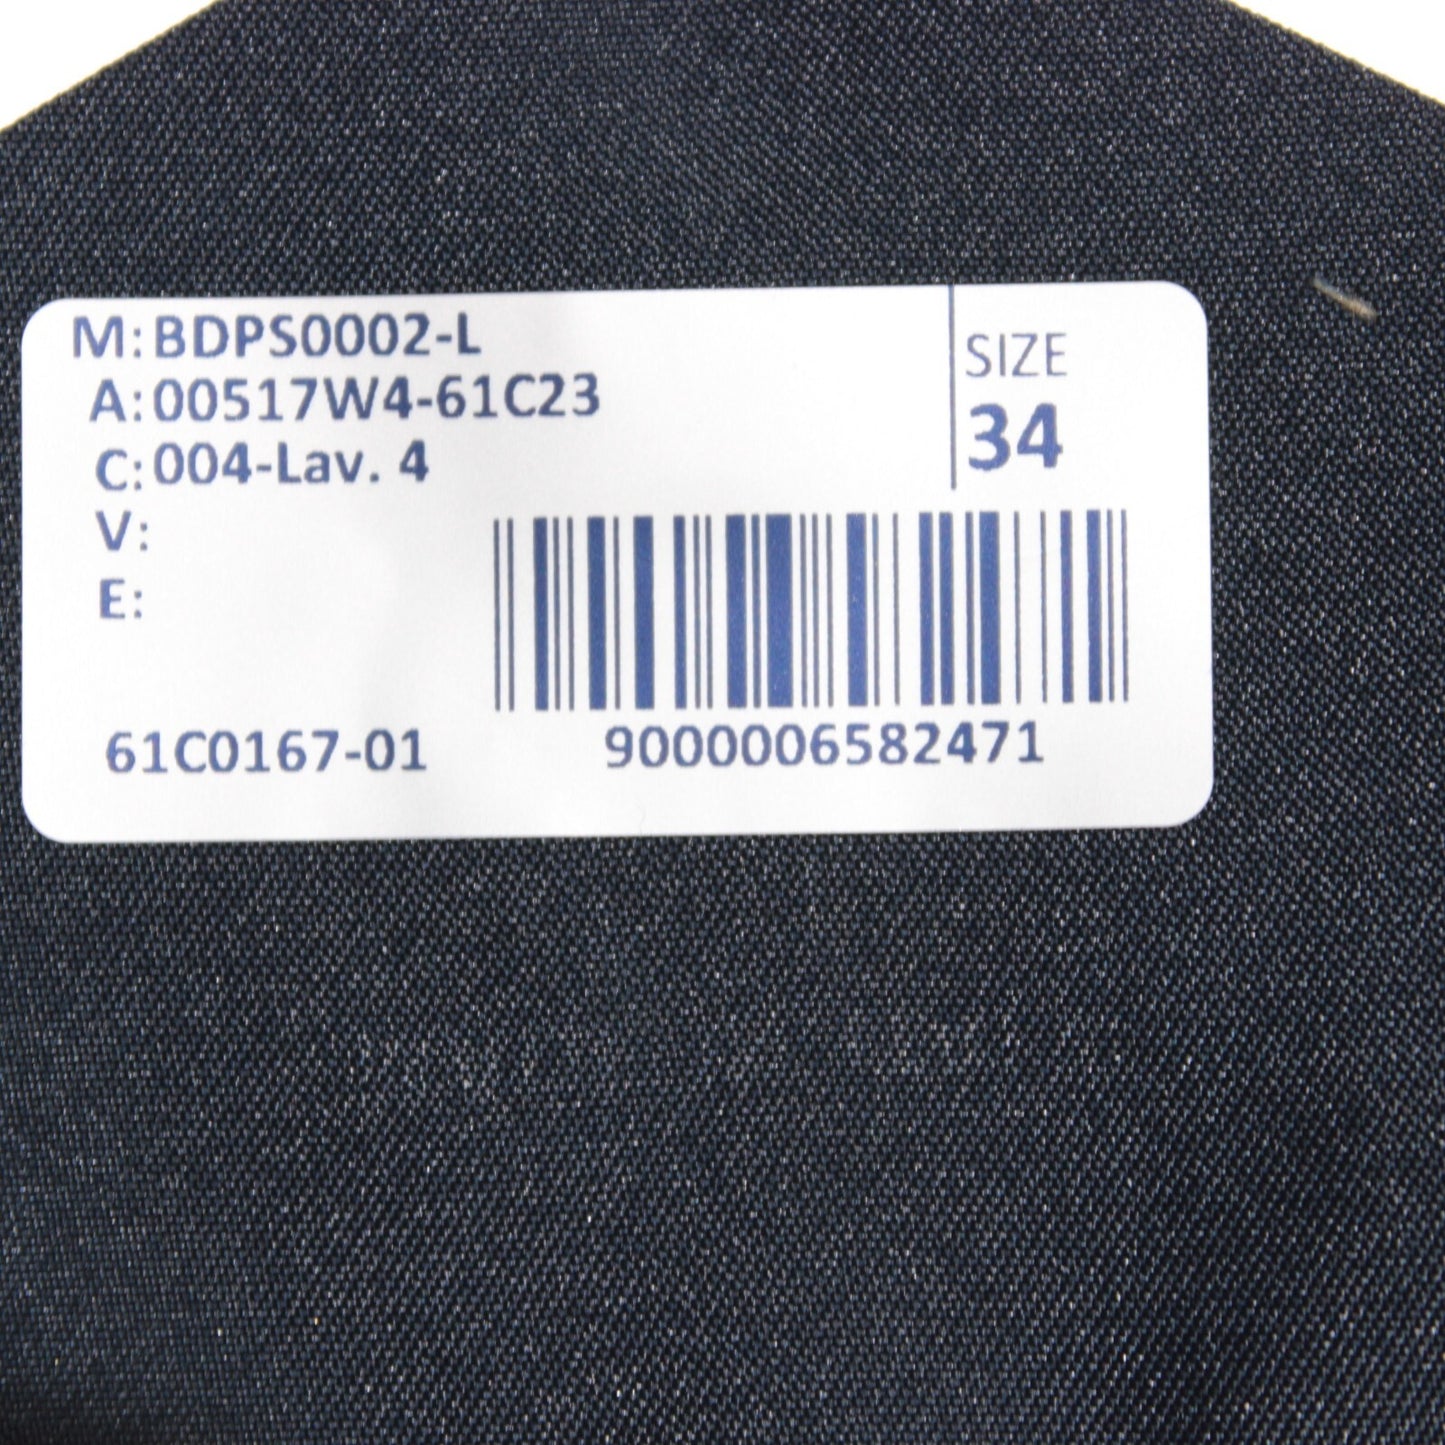 M: BDPS0002-L
A: 00517W4-61C23
C: 004-Lav. 4
V:
E:
SIZE
34
61C0167-01
9000006582471